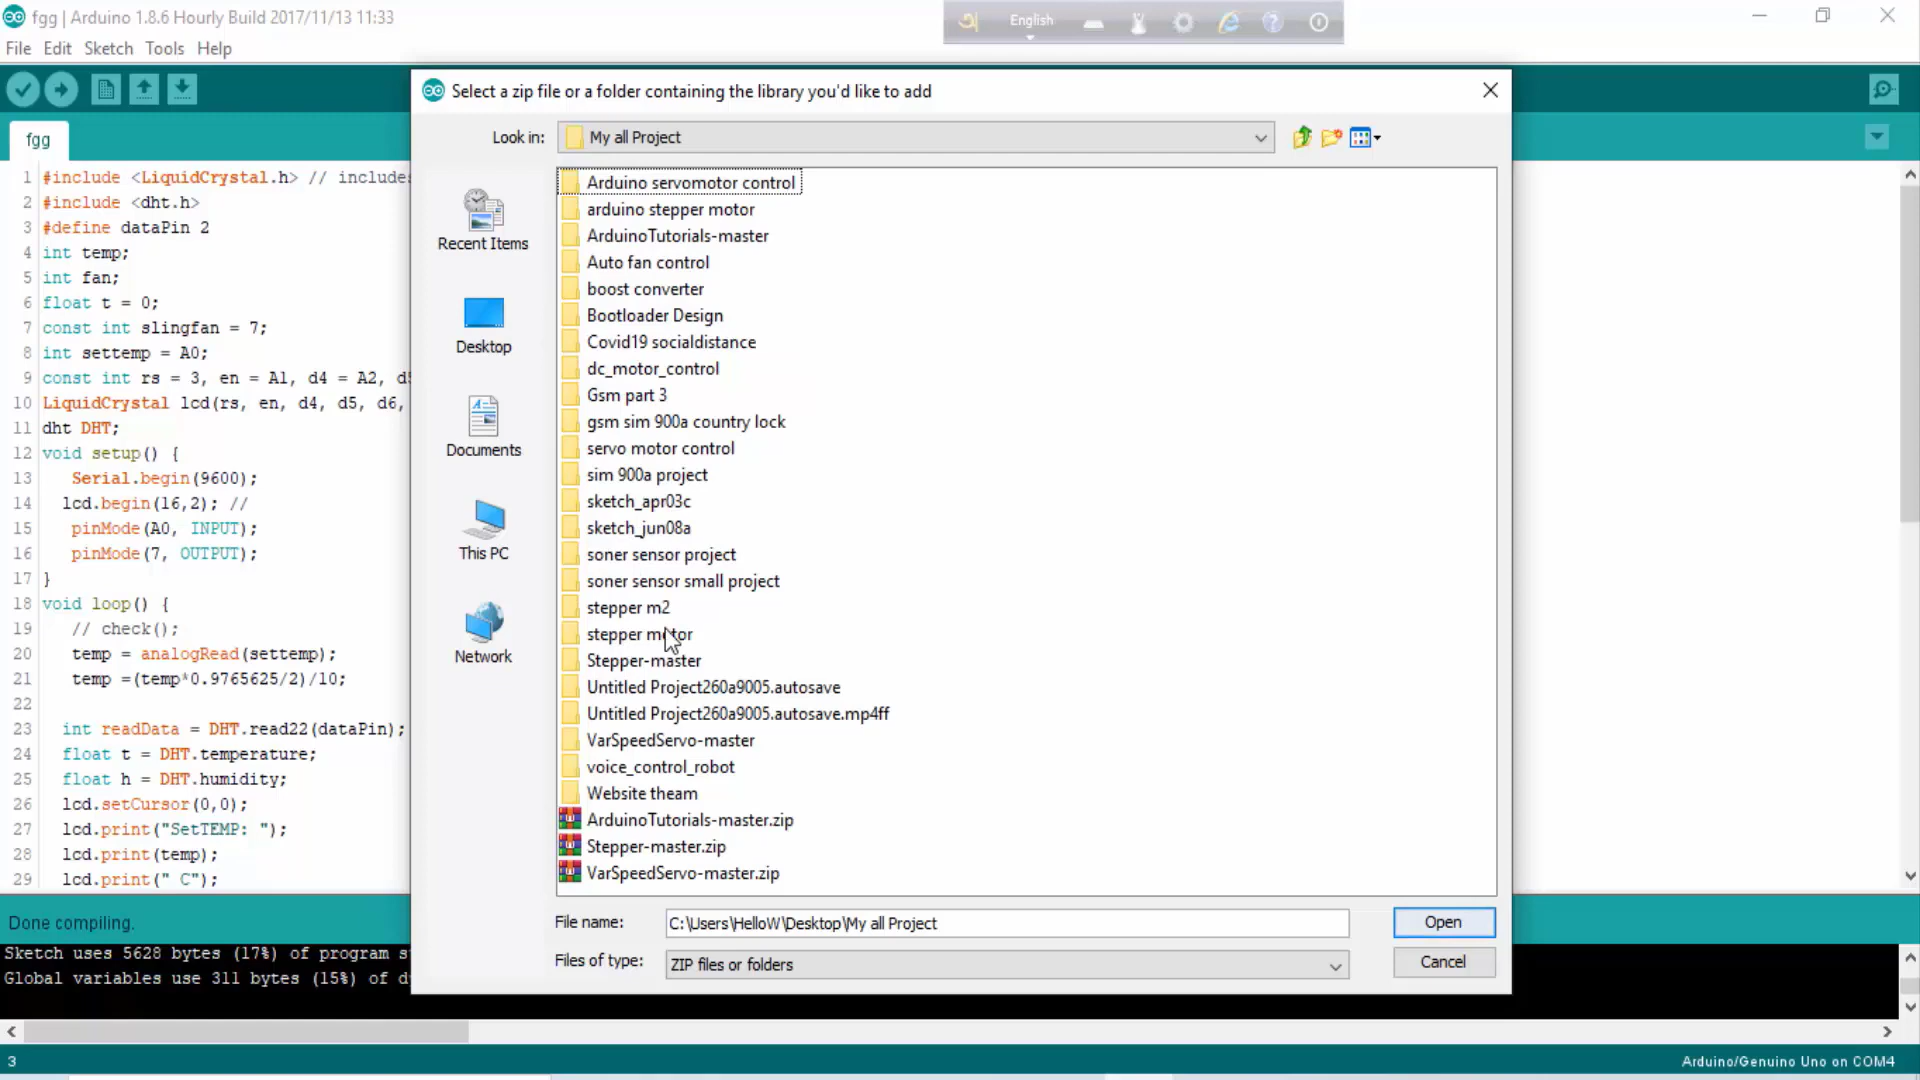 fgg | Arduino 1.8.6 Hourly Build 2017/11/13 11:33
English
File Edit Sketch Tools Help
Select a zip file or a folder containing the library you'd like to add
Look in: My all Project
fgg
1 #include <LiquidCrystal.h> // includes
2 #include <dht.h>
3 #define dataPin 2
4 int temp;
5 int fan;
6 float t = 0;
7 const int slingfan = 7;
8 int settemp = A0;
9 const int rs = 3, en = A1, d4 = A2, d5
10 LiquidCrystal lcd(rs, en, d4, d5, d6,
11 dht DHT;
12 void setup() {
13 Serial.begin(9600);
14 lcd.begin(16,2); //
15 pinMode(A0, INPUT);
16 pinMode(7, OUTPUT);
17 }
18 void loop() {
19 // check();
20 temp = analogRead(settemp);
21 temp =(temp*0.9765625/2)/10;
22
23 int readData = DHT.read22(dataPin);
24 float t = DHT.temperature;
25 float h = DHT.humidity;
26 lcd.setCursor(0,0);
27 lcd.print("SetTEMP: ");
28 lcd.print(temp);
29 lcd.print(" C");
Recent Items
Desktop
Documents
This PC
Network
Arduino servomotor control
arduino stepper motor
ArduinoTutorials-master
Auto fan control
boost converter
Bootloader Design
Covid19 socialdistance
dc_motor_control
Gsm part 3
gsm sim 900a country lock
servo motor control
sim 900a project
sketch_apr03c
sketch_jun08a
soner sensor project
soner sensor small project
stepper m2
stepper motor
Stepper-master
Untitled Project260a9005.autosave
Untitled Project260a9005.autosave.mp4ff
VarSpeedServo-master
voice_control_robot
Website theam
ArduinoTutorials-master.zip
Stepper-master.zip
VarSpeedServo-master.zip
File name: C:\Users\HelloW\Desktop\My all Project Open
Files of type: ZIP files or folders Cancel
Done compiling.
Sketch uses 5628 bytes (17%) of program s
Global variables use 311 bytes (15%) of d
3
Arduino/Genuino Uno on COM4